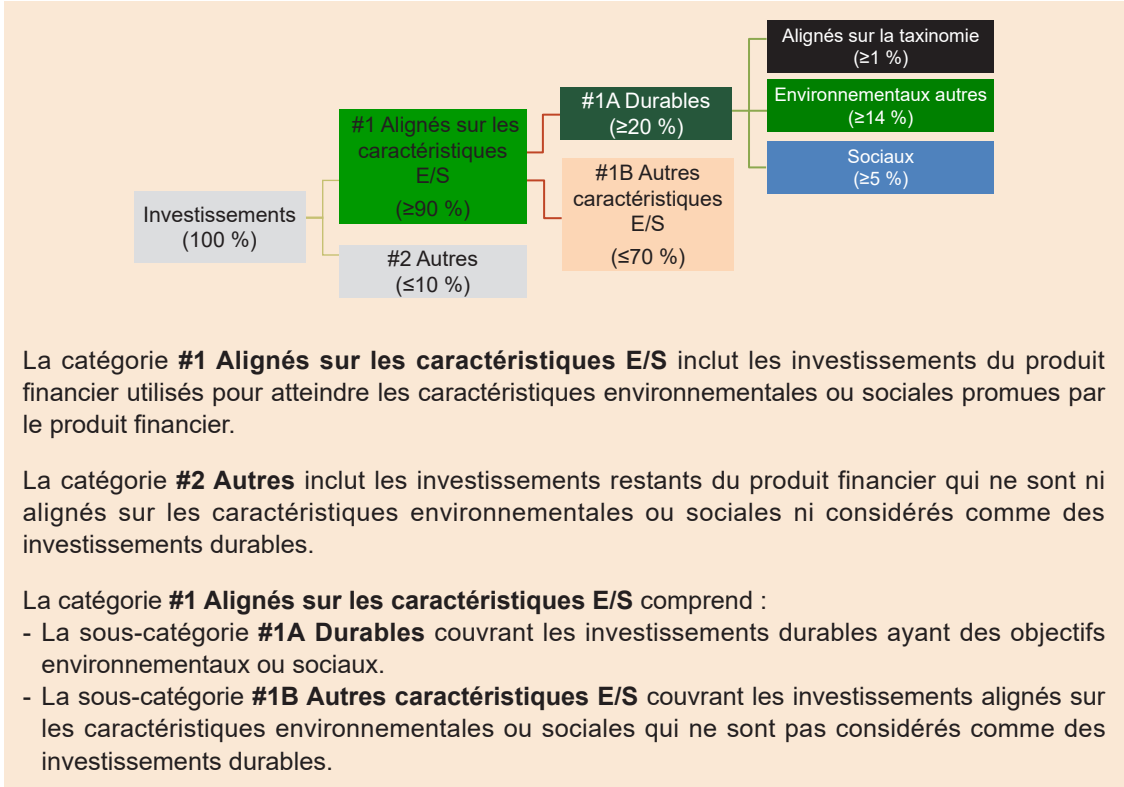 Investissements
(100 %)
#1 Alignés sur les
caractéristiques
E/S
(≥90 %)
#2 Autres
(≤10 %)
#1A Durables
(≥20 %)
#1B Autres
caractéristiques
E/S
(≤70 %)
Alignés sur la taxinomie
(≥1 %)
Environnementaux autres
(≥14 %)
Sociaux
(≥5 %)
La catégorie #1 Alignés sur les caractéristiques E/S inclut les investissements du produit
financier utilisés pour atteindre les caractéristiques environnementales ou sociales promues par
le produit financier.
La catégorie #2 Autres inclut les investissements restants du produit financier qui ne sont ni
alignés sur les caractéristiques environnementales ou sociales ni considérés comme des
investissements durables.
La catégorie #1 Alignés sur les caractéristiques E/S comprend :
- La sous-catégorie #1A Durables couvrant les investissements durables ayant des objectifs
environnementaux ou sociaux.
- La sous-catégorie #1B Autres caractéristiques E/S couvrant les investissements alignés sur
les caractéristiques environnementales ou sociales qui ne sont pas considérés comme des
investissements durables.